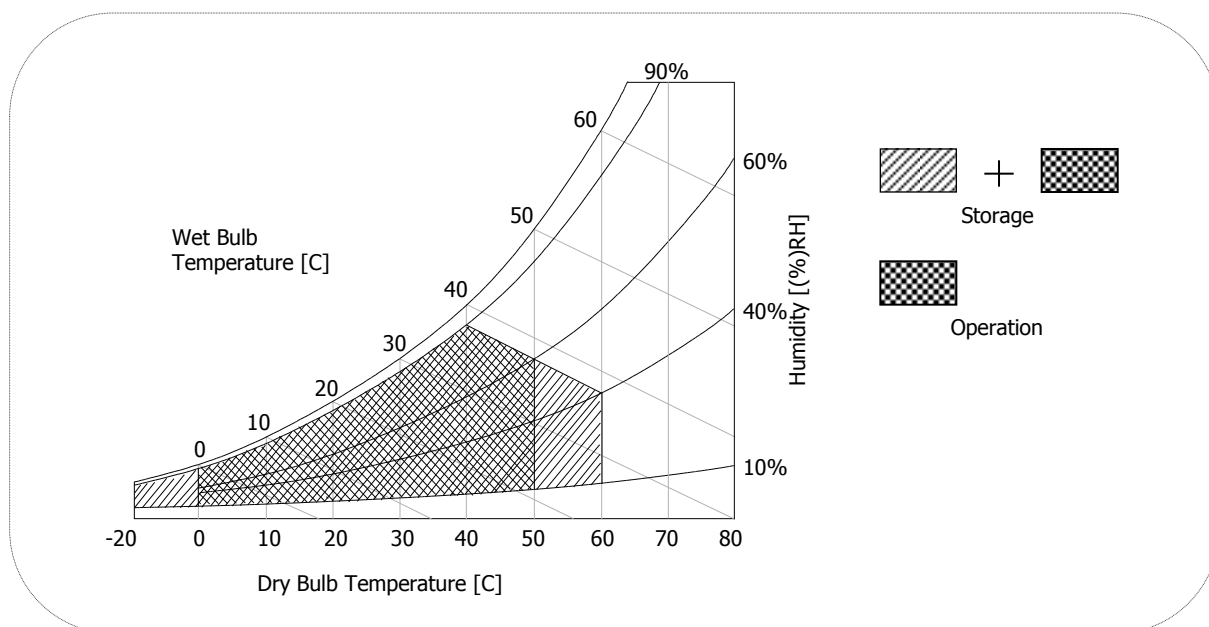 90%
60
60%
50
Storage
Wet Bulb
Temperature [C]
Humidity [(%)RH]
40
40%
Operation
30
20
10
0
10%
-20 0 10 20 30 40 50 60 70 80
Dry Bulb Temperature [C]